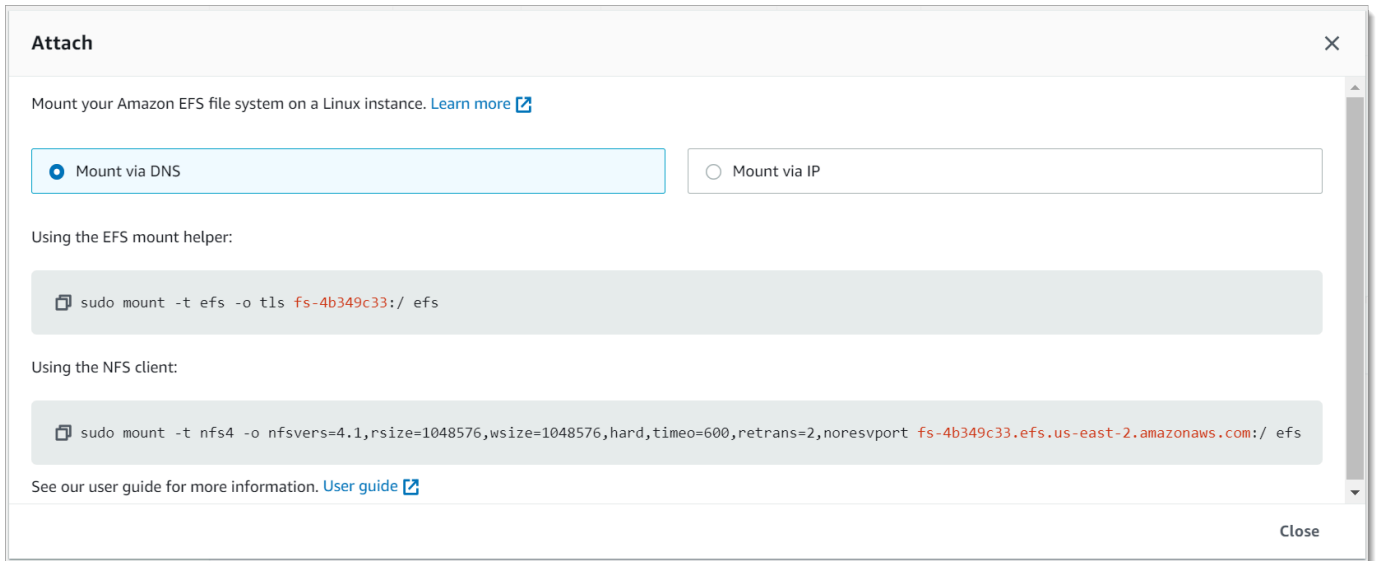 Attach
Mount your Amazon EFS file system on a Linux instance. Learn more
Mount via DNS
Mount via IP
Using the EFS mount helper:
sudo mount -t efs -o tls fs-4b349c33:/ efs
Using the NFS client:
sudo mount -t nfs4 -o nfsvers=4.1,rsize=1048576,wsize=1048576,hard,timeo=600,retrans=2,noresvport fs-4b349c33.efs.us-east-2.amazonaws.com:/ efs
See our user guide for more information. User guide
Close